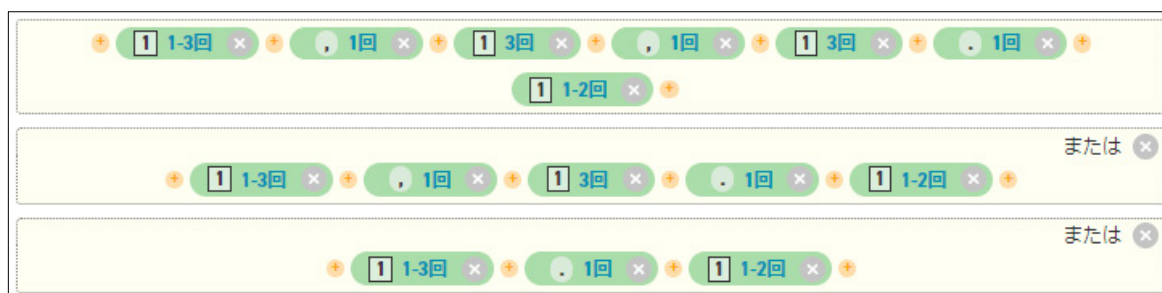 1 1-3回 , 1回 1 3回 , 1回 1 3回 . 1回
1 1-2回
または
1 1-3回 , 1回 1 3回 . 1回 1 1-2回
または
1 1-3回 . 1回 1 1-2回